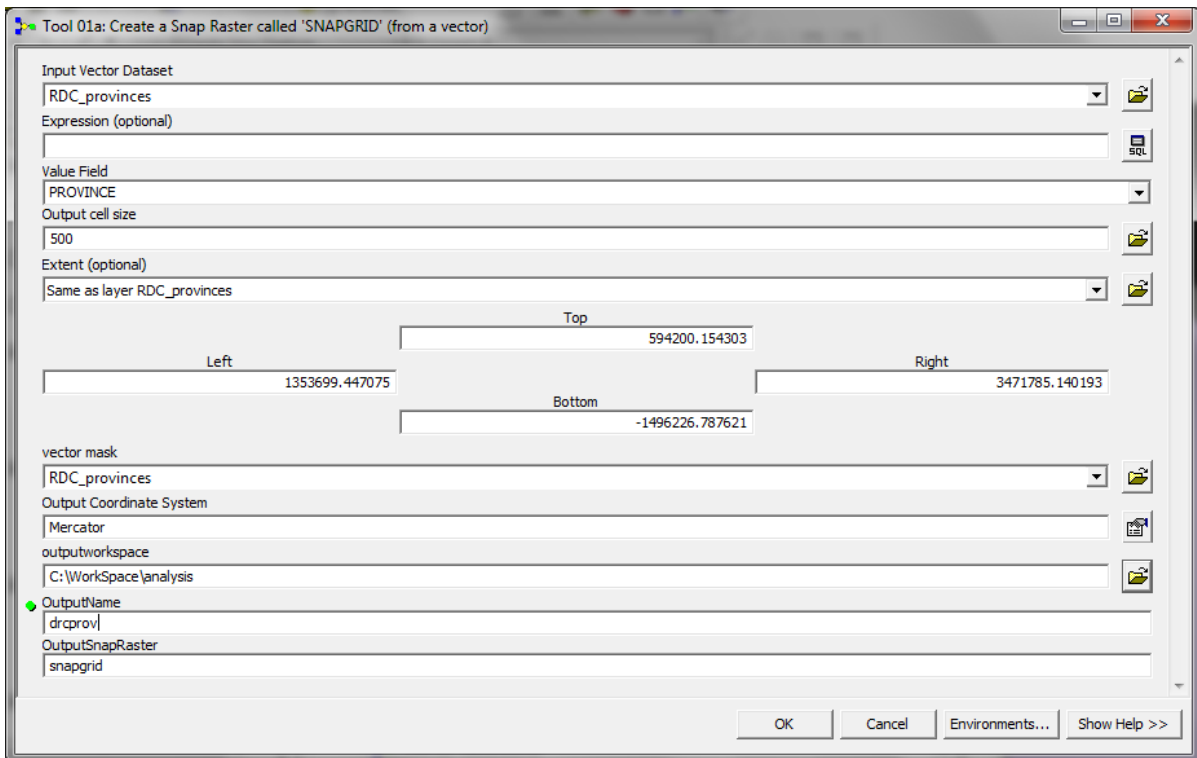 Tool 01a: Create a Snap Raster called 'SNAPGRID' (from a vector)
Input Vector Dataset
RDC_provinces
Expression (optional)
SQL
Value Field
PROVINCE
Output cell size
500
Extent (optional)
Same as layer RDC_provinces
Top
594200.154303
Left
Right
1353699.447075
3471785.140193
Bottom
-1496226.787621
vector mask
RDC_provinces
Output Coordinate System
Mercator
outputworkspace
C:\WorkSpace\analysis
OutputName
drcprov
OutputSnapRaster
snapgrid
OK Cancel Environments... Show Help >>